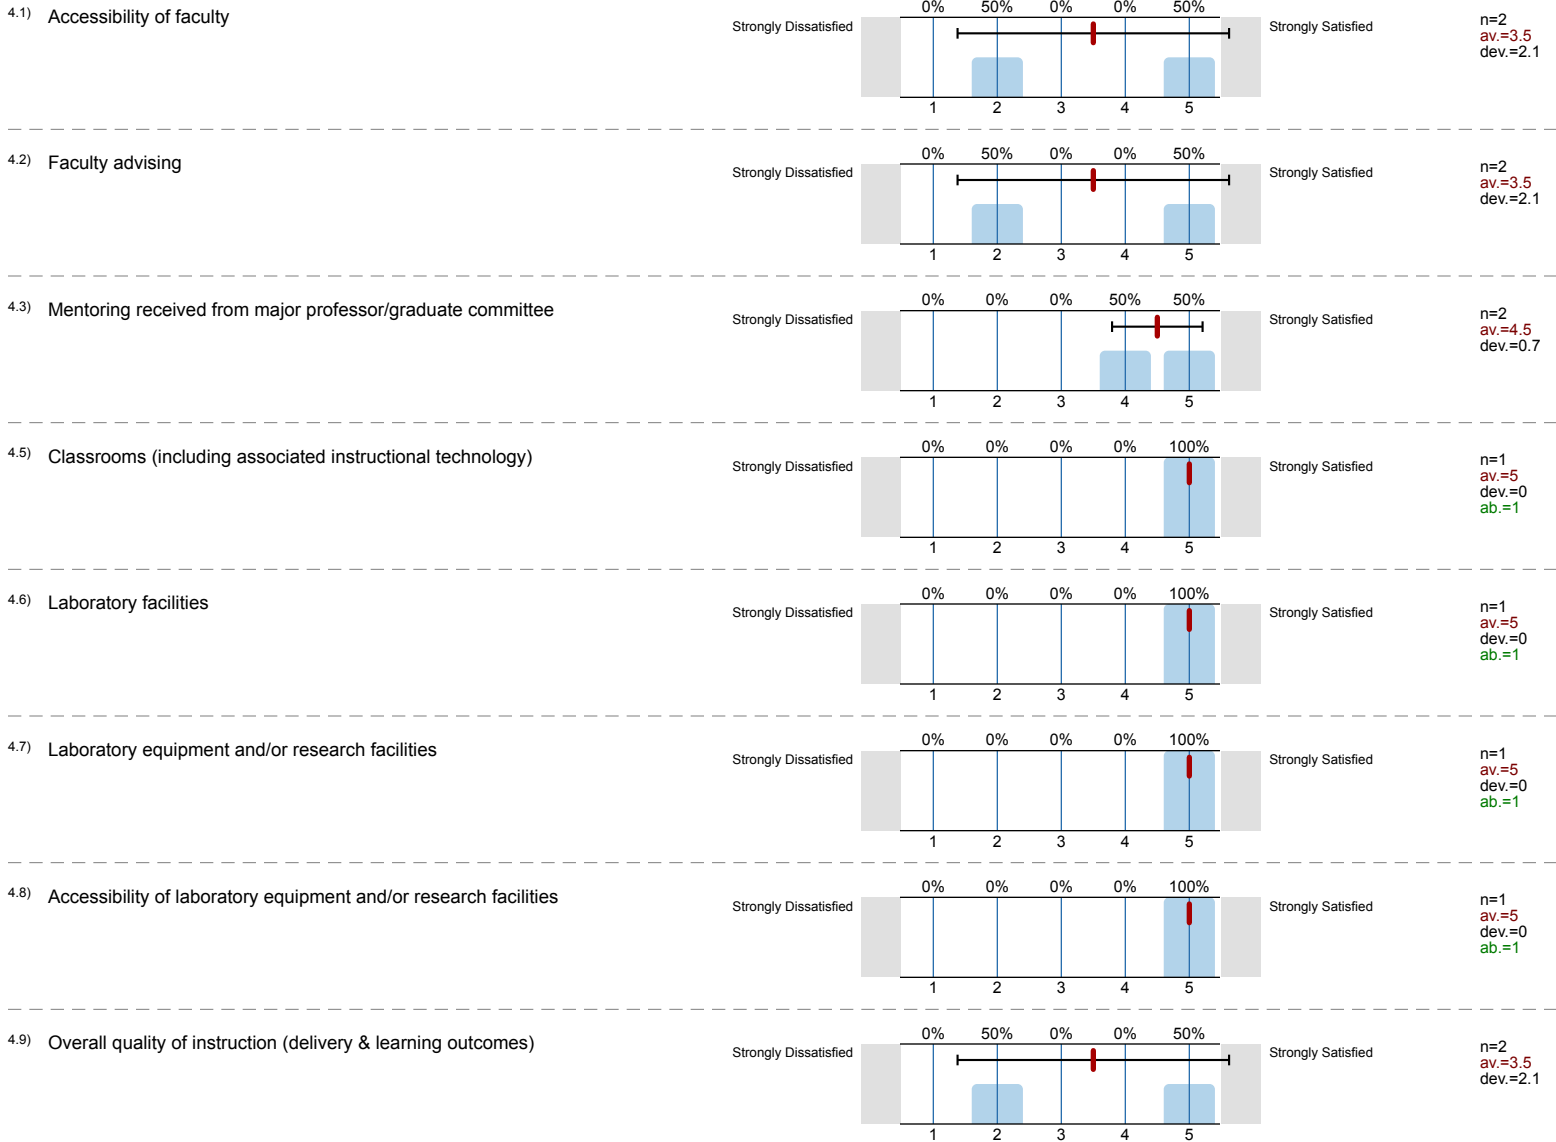 4.1) Accessibility of faculty
0% 50% 0% 0% 50%
Strongly Dissatisfied
Strongly Satisfied
n=2
av.=3.5
dev.=2.1
1 2 3 4 5
4.2) Faculty advising
0% 50% 0% 0% 50%
Strongly Dissatisfied
Strongly Satisfied
n=2
av.=3.5
dev.=2.1
1 2 3 4 5
4.3) Mentoring received from major professor/graduate committee
0% 0% 0% 50% 50%
Strongly Dissatisfied
Strongly Satisfied
n=2
av.=4.5
dev.=0.7
1 2 3 4 5
4.5) Classrooms (including associated instructional technology)
0% 0% 0% 0% 100%
Strongly Dissatisfied
Strongly Satisfied
n=1
av.=5
dev.=0
ab.=1
1 2 3 4 5
4.6) Laboratory facilities
0% 0% 0% 0% 100%
Strongly Dissatisfied
Strongly Satisfied
n=1
av.=5
dev.=0
ab.=1
1 2 3 4 5
4.7) Laboratory equipment and/or research facilities
0% 0% 0% 0% 100%
Strongly Dissatisfied
Strongly Satisfied
n=1
av.=5
dev.=0
ab.=1
1 2 3 4 5
4.8) Accessibility of laboratory equipment and/or research facilities
0% 0% 0% 0% 100%
Strongly Dissatisfied
Strongly Satisfied
n=1
av.=5
dev.=0
ab.=1
1 2 3 4 5
4.9) Overall quality of instruction (delivery & learning outcomes)
0% 50% 0% 0% 50%
Strongly Dissatisfied
Strongly Satisfied
n=2
av.=3.5
dev.=2.1
1 2 3 4 5